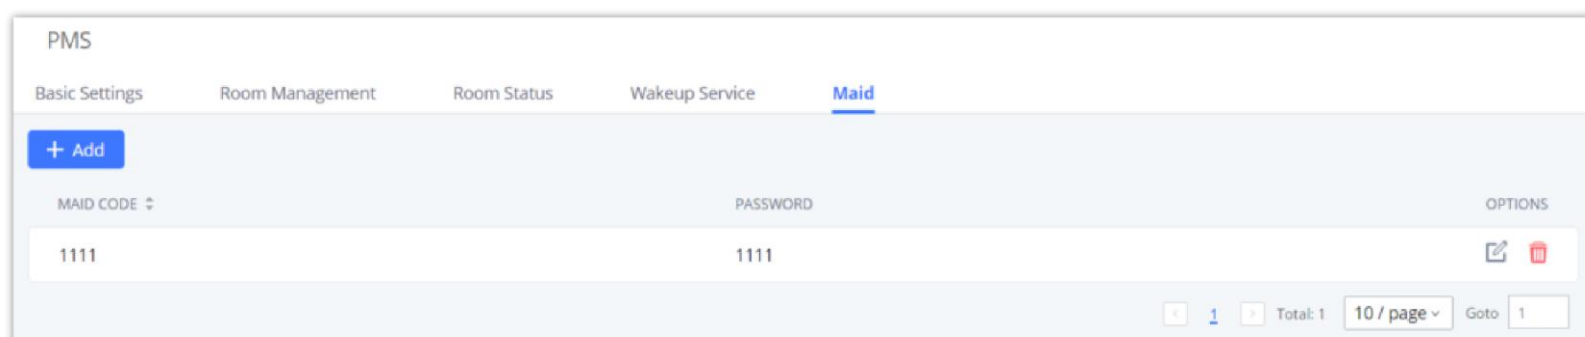 PMS
Basic Settings Room Management Room Status Wakeup Service Maid
+ Add
MAID CODE PASSWORD OPTIONS
1111 1111
< 1 > Total: 1 10 / page Goto 1